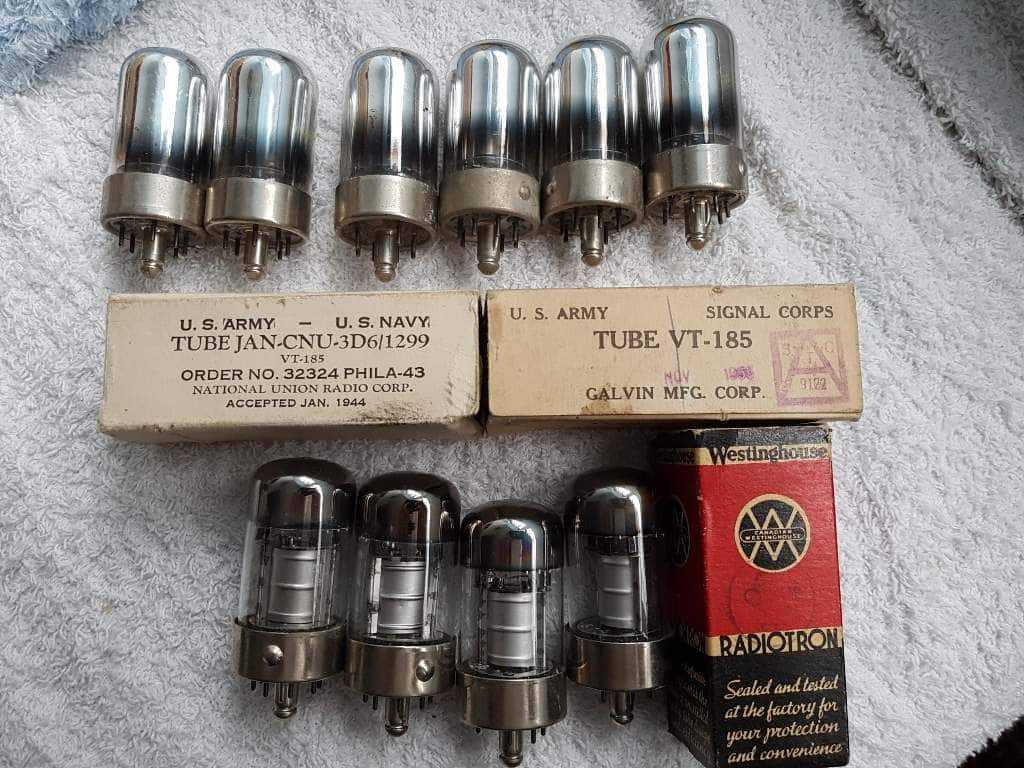 U. S. ARMY — U. S. NAVY
TUBE JAN-CNU-3D6/1299
VT-185
ORDER NO. 32324 PHILA-43
NATIONAL UNION RADIO CORP.
ACCEPTED JAN. 1944
U. S. ARMY SIGNAL CORPS
TUBE VT-185
NOV
GALVIN MFG. CORP.
S C
A
Westinghouse
W
CANADIAN
WESTINGHOUSE
RADIOTRON
Sealed and tested
at the factory for
your protection
and convenience